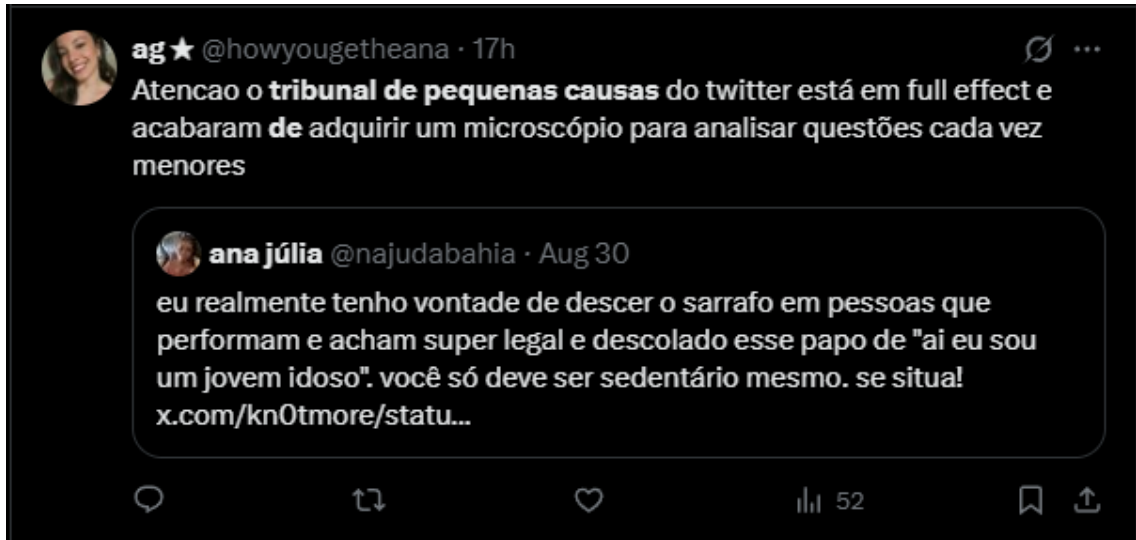 ag ★ @howyougetheana · 17h
Atencao o tribunal de pequenas causas do twitter está em full effect e
acabaram de adquirir um microscópio para analisar questões cada vez
menores
ana júlia @najudabahia · Aug 30
eu realmente tenho vontade de descer o sarrafo em pessoas que
performam e acham super legal e descolado esse papo de "ai eu sou
um jovem idoso". você só deve ser sedentário mesmo. se situa!
x.com/kn0tmore/statu...
52